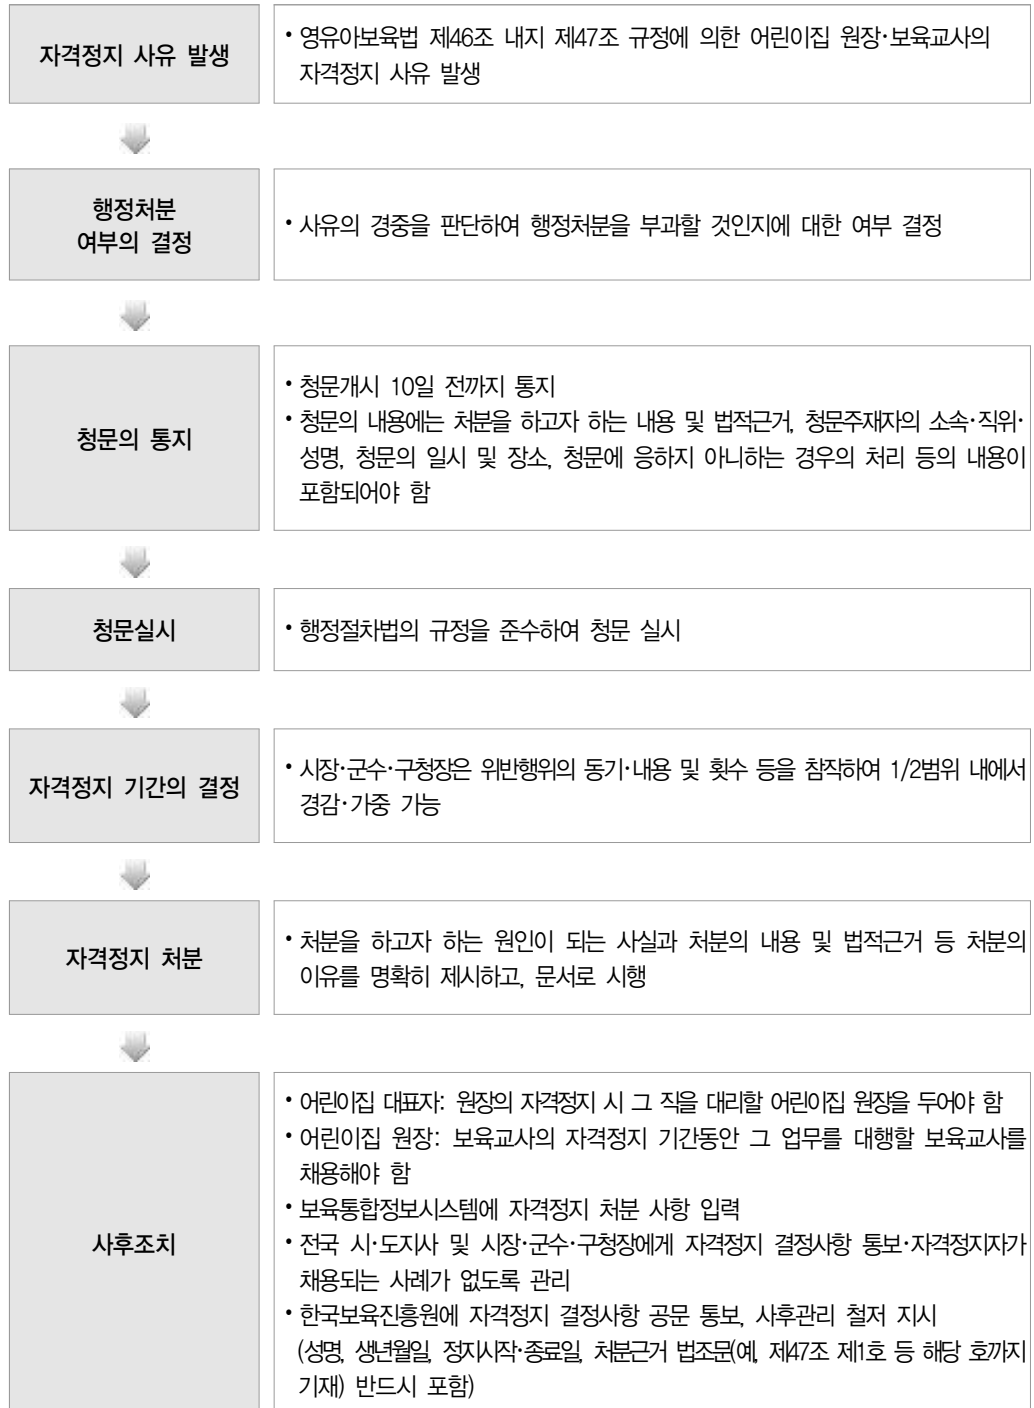 자격정지 사유 발생
• 영유아보육법 제46조 내지 제47조 규정에 의한 어린이집 원장·보육교사의
자격정지 사유 발생
행정처분
여부의 결정
• 사유의 경중을 판단하여 행정처분을 부과할 것인지에 대한 여부 결정
청문의 통지
• 청문개시 10일 전까지 통지
• 청문의 내용에는 처분을 하고자 하는 내용 및 법적근거, 청문주재자의 소속·직위·
성명, 청문의 일시 및 장소, 청문에 응하지 아니하는 경우의 처리 등의 내용이
포함되어야 함
청문실시
• 행정절차법의 규정을 준수하여 청문 실시
자격정지 기간의 결정
• 시장·군수·구청장은 위반행위의 동기·내용 및 횟수 등을 참작하여 1/2범위 내에서
경감·가중 가능
자격정지 처분
• 처분을 하고자 하는 원인이 되는 사실과 처분의 내용 및 법적근거 등 처분의
이유를 명확히 제시하고, 문서로 시행
사후조치
• 어린이집 대표자: 원장의 자격정지 시 그 직을 대리할 어린이집 원장을 두어야 함
• 어린이집 원장: 보육교사의 자격정지 기간동안 그 업무를 대행할 보육교사를
채용해야 함
• 보육통합정보시스템에 자격정지 처분 사항 입력
• 전국 시·도지사 및 시장·군수·구청장에게 자격정지 결정사항 통보·자격정지자가
채용되는 사례가 없도록 관리
• 한국보육진흥원에 자격정지 결정사항 공문 통보, 사후관리 철저 지시
(성명, 생년월일, 정지시작·종료일, 처분근거 법조문(예, 제47조 제1호 등 해당 호까지
기재) 반드시 포함)